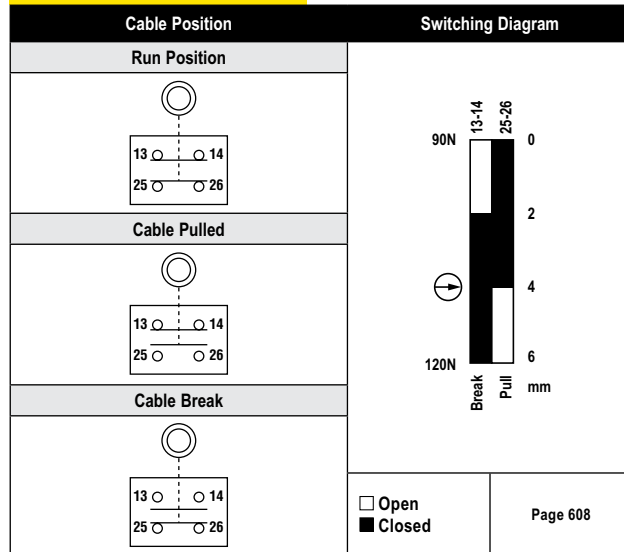 Cable Position
Switching Diagram
Run Position
13 14
25 26
Cable Pulled
13 14
25 26
Cable Break
13 14
25 26
13-14
25-26
90N
0
2
4
120N
6
Break
Pull
mm
Open
Closed
Page 608